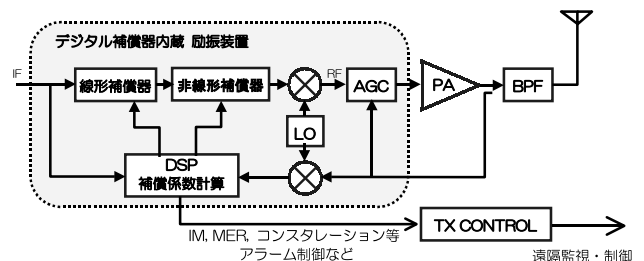 デジタル補償器内蔵 励振装置
IF
線形補償器
非線形補償器
RF
AGC
PA
BPF
LO
DSP
補償係数計算
IM, MER, コンスタレーション等
アラーム制御など
TX CONTROL
遠隔監視・制御